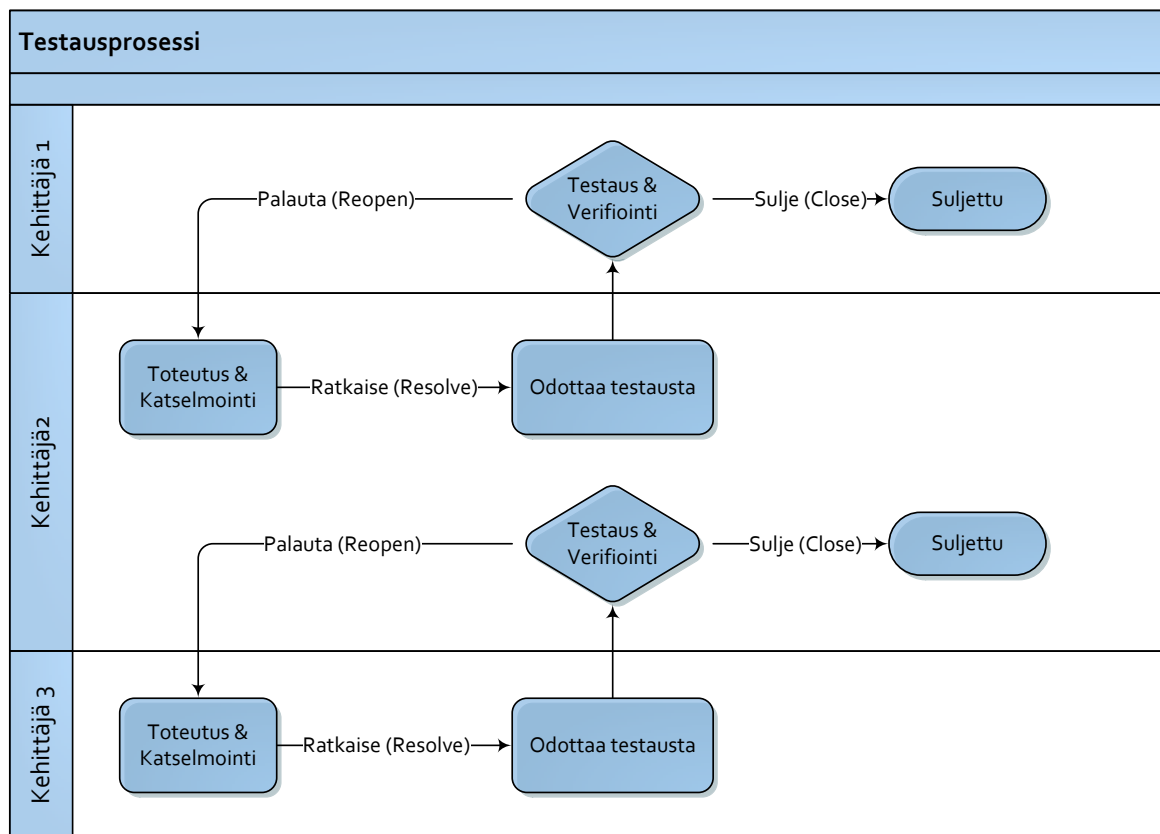 Testausprosessi
Kehittäjä 1
Palauta (Reopen)
Testaus &
Verifiointi
Sulje (Close)
Suljettu
Kehittäjä2
Toteutus &
Katselmointi
Ratkaise (Resolve)
Odottaa testausta
Palauta (Reopen)
Testaus &
Verifiointi
Sulje (Close)
Suljettu
Kehittäjä 3
Toteutus &
Katselmointi
Ratkaise (Resolve)
Odottaa testausta